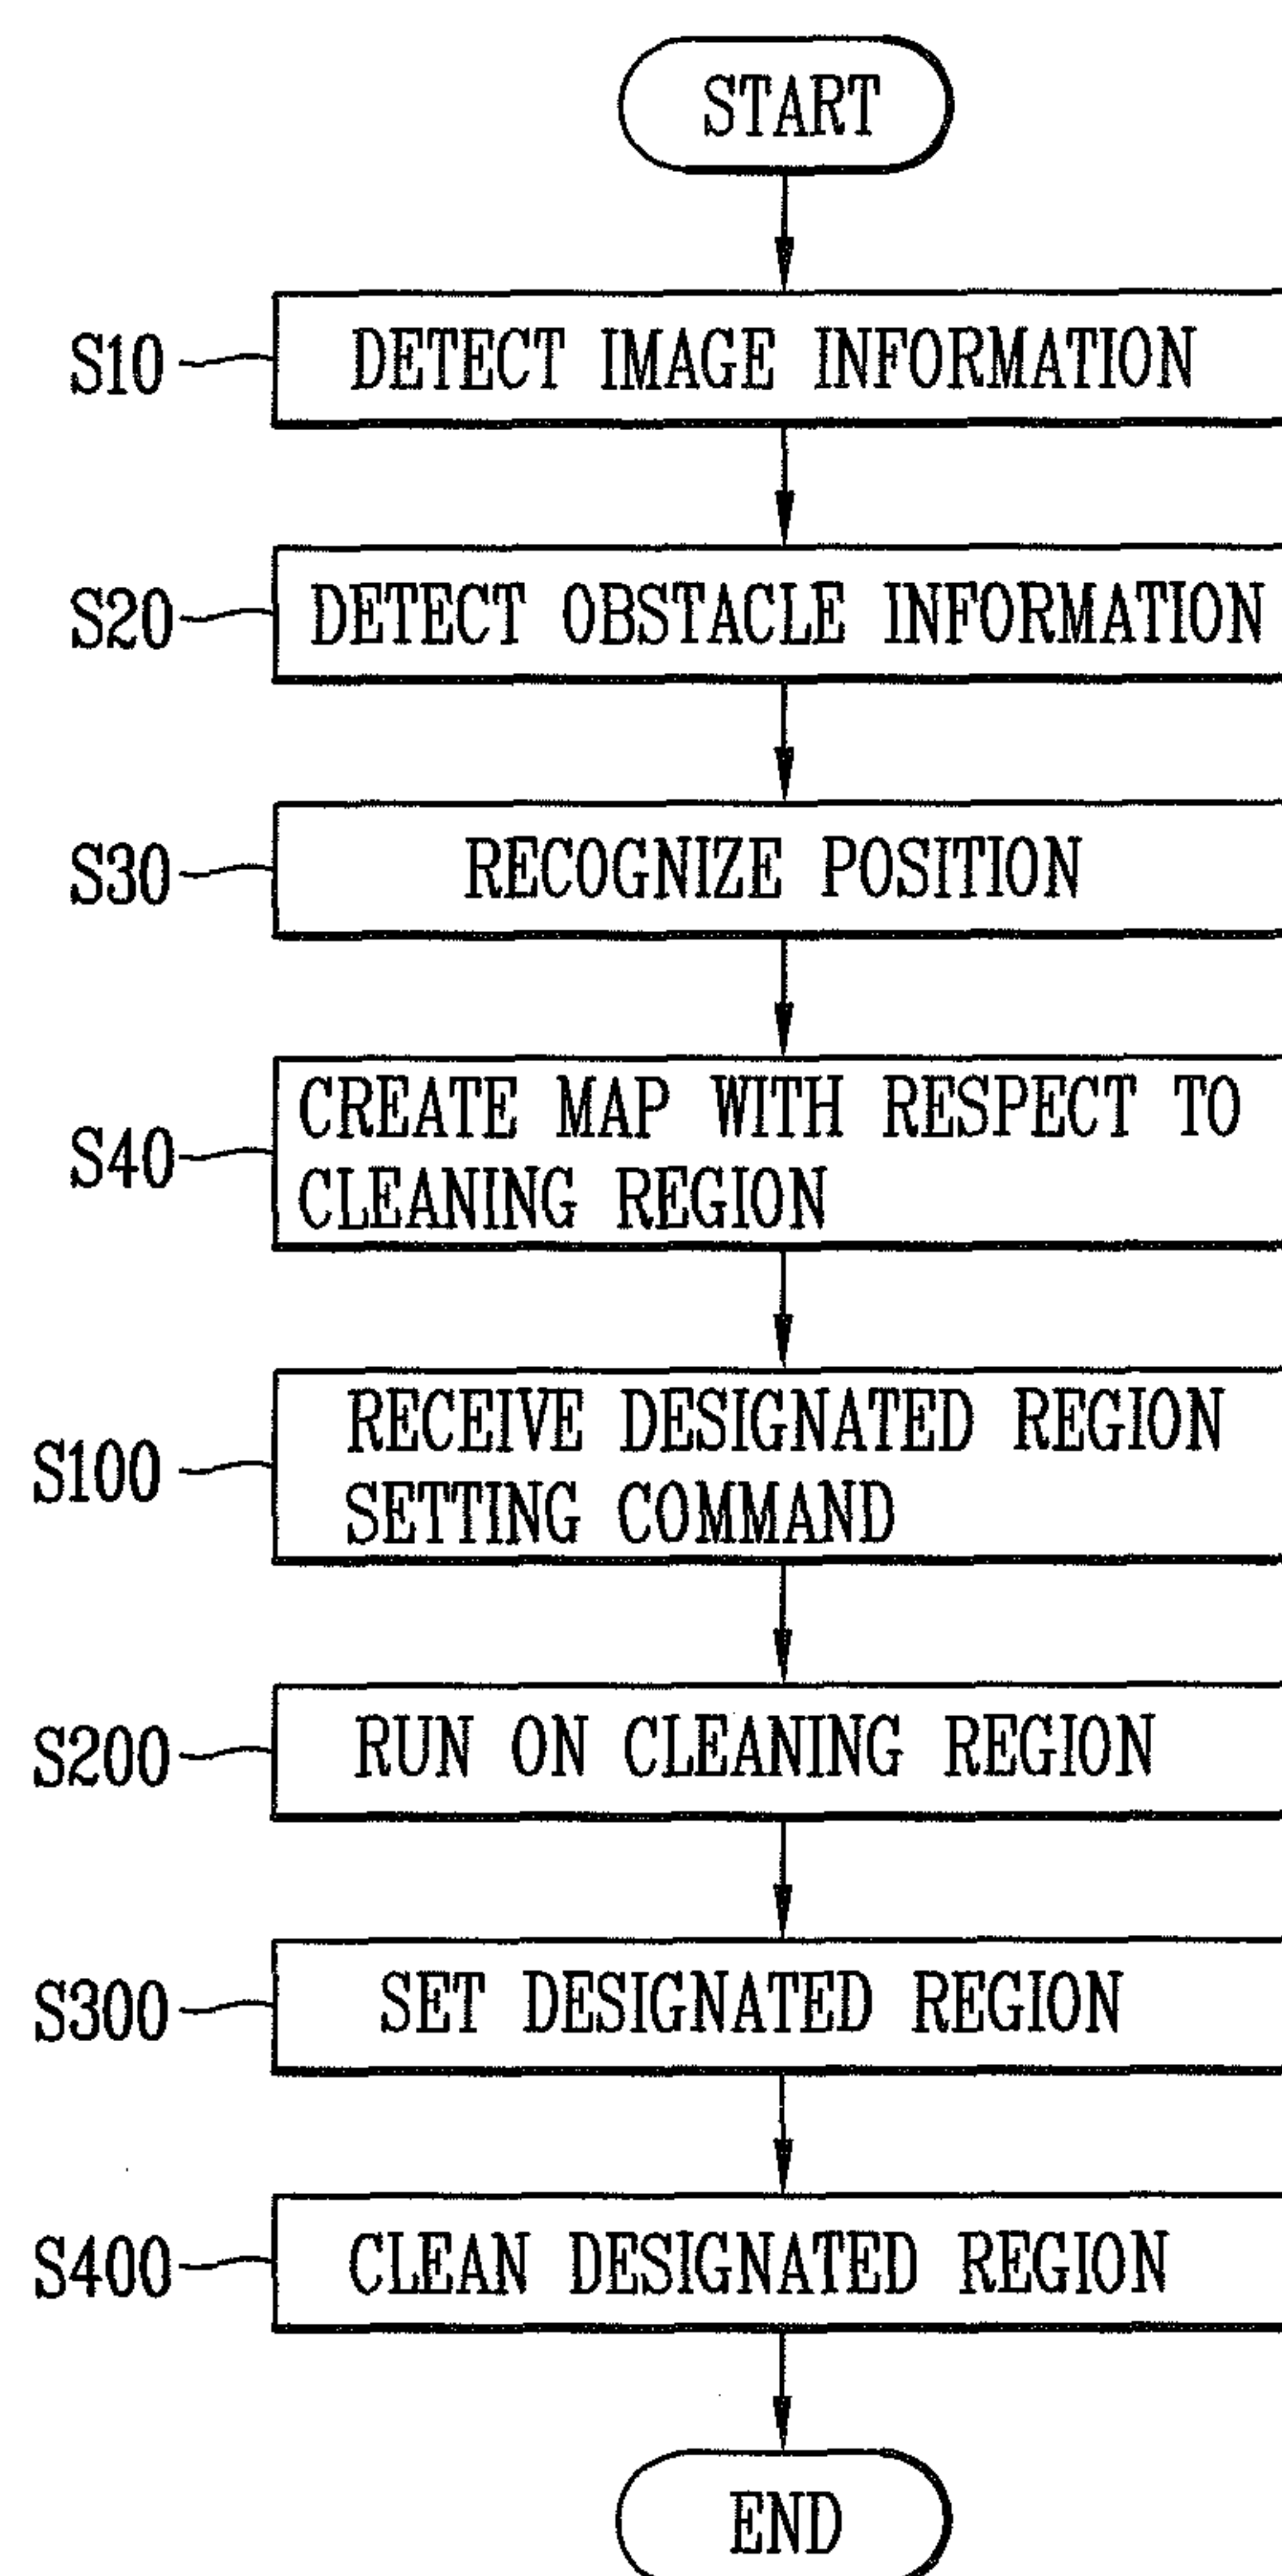 START
S10 DETECT IMAGE INFORMATION
S20 DETECT OBSTACLE INFORMATION
S30 RECOGNIZE POSITION
S40 CREATE MAP WITH RESPECT TO
CLEANING REGION
S100 RECEIVE DESIGNATED REGION
SETTING COMMAND
S200 RUN ON CLEANING REGION
S300 SET DESIGNATED REGION
S400 CLEAN DESIGNATED REGION
END